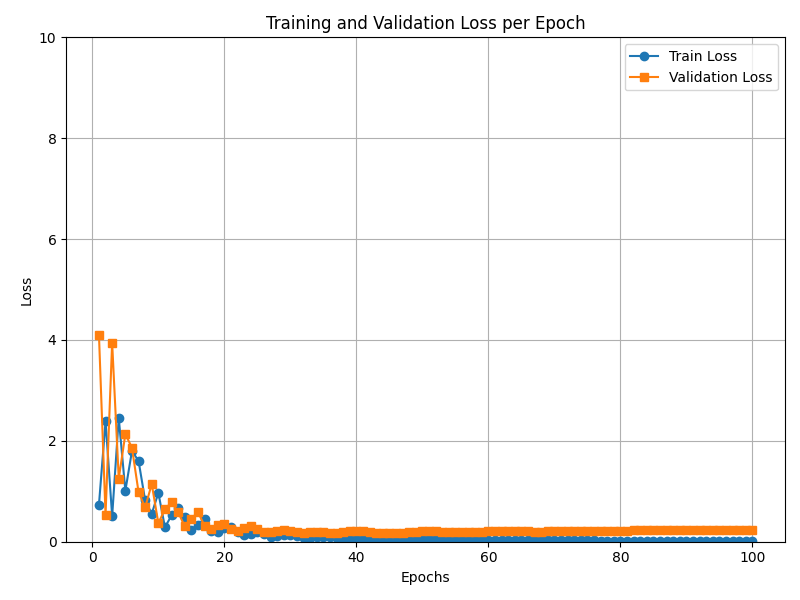 Training and Validation Loss per Epoch
10
8
6
4
2
0
Loss
Train Loss
Validation Loss
0 20 40 60 80 100
Epochs